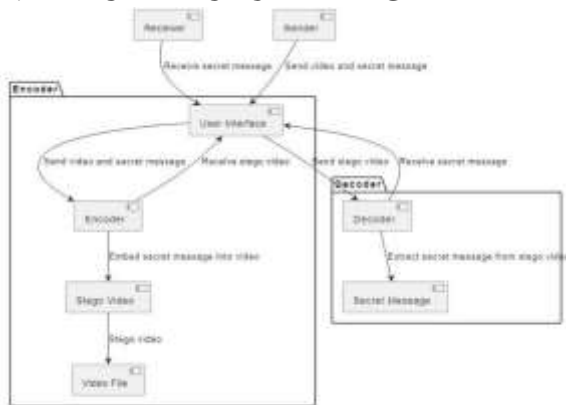 Receiver
Sender
Receive secret message
Send video and secret message
Encoder
User Interface
Send video and secret message
Receive stego video
Send stego video
Receive secret message
Decoder
Encoder
Decoder
Embed secret message into video
Extract secret message from stego video
Stego Video
Secret Message
Stego video
Video File